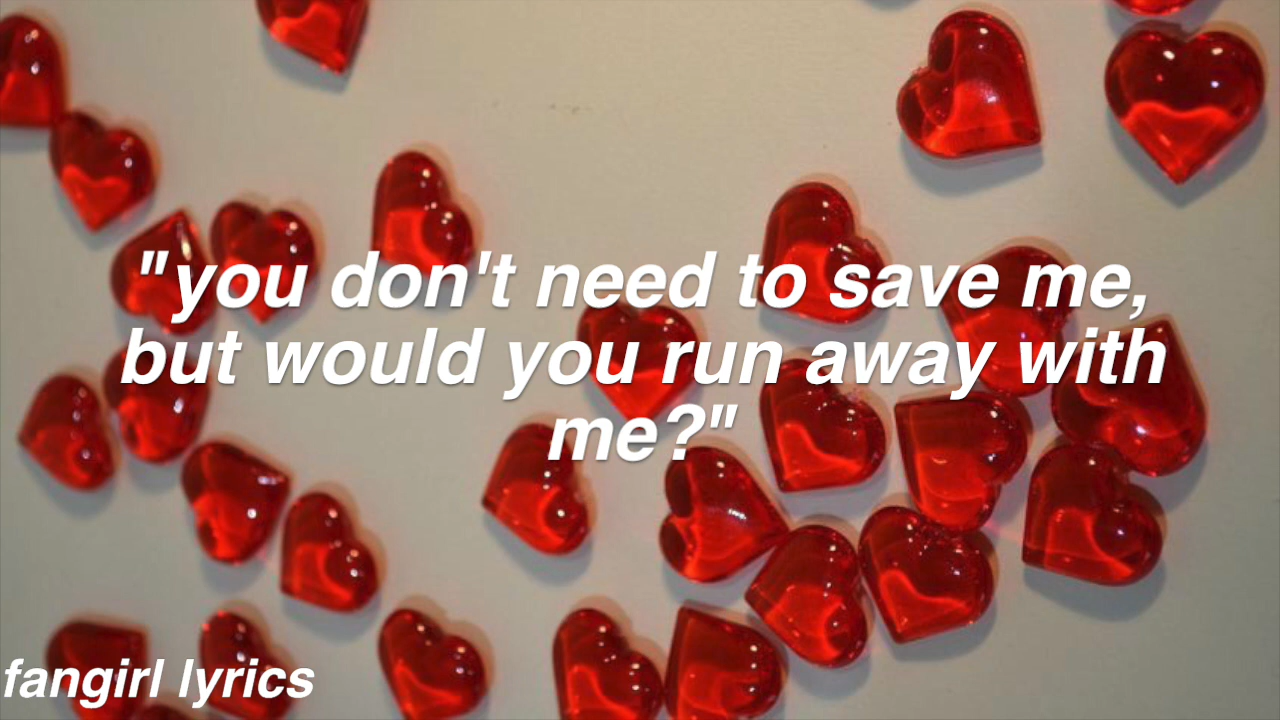 "you don't need to save me,
but would you run away with
me?"
fangirl lyrics